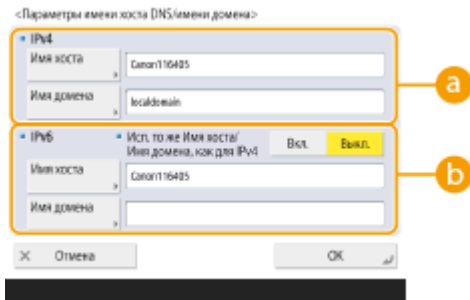 <Параметры имени хоста DNS/имени домена>
IPv4
Имя хоста
Canon116405
Имя домена
localdomain
a
IPv6
Исп. то же Имя хоста/
Имя домена, как для IPv4
Вкл.
Выкл.
Имя хоста
Canon116405
Имя домена
b
Отмена
OK